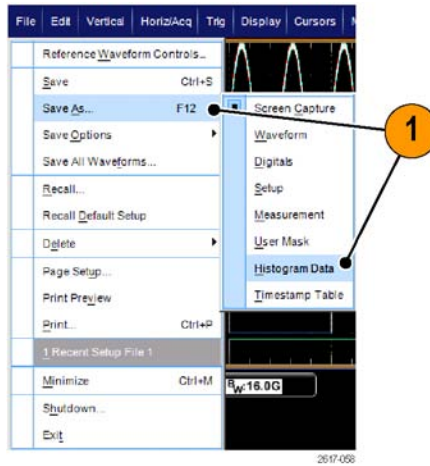 File Edit Vertical Horiz/Acq Trig Display Cursors
Reference Waveform Controls...
Save Ctrl+S
Save As... F12
Save Options
Save All Waveforms...
Recall...
Recall Default Setup
Delete
Page Setup...
Print Preview
Print... Ctrl+P
1 Recent Setup File 1
Minimize Ctrl+M
Shutdown...
Exit
Screen Capture
Waveform
Digitals
Setup
Measurement
User Mask
Histogram Data
Timestamp Table
1
BW:16.0G
2617-058